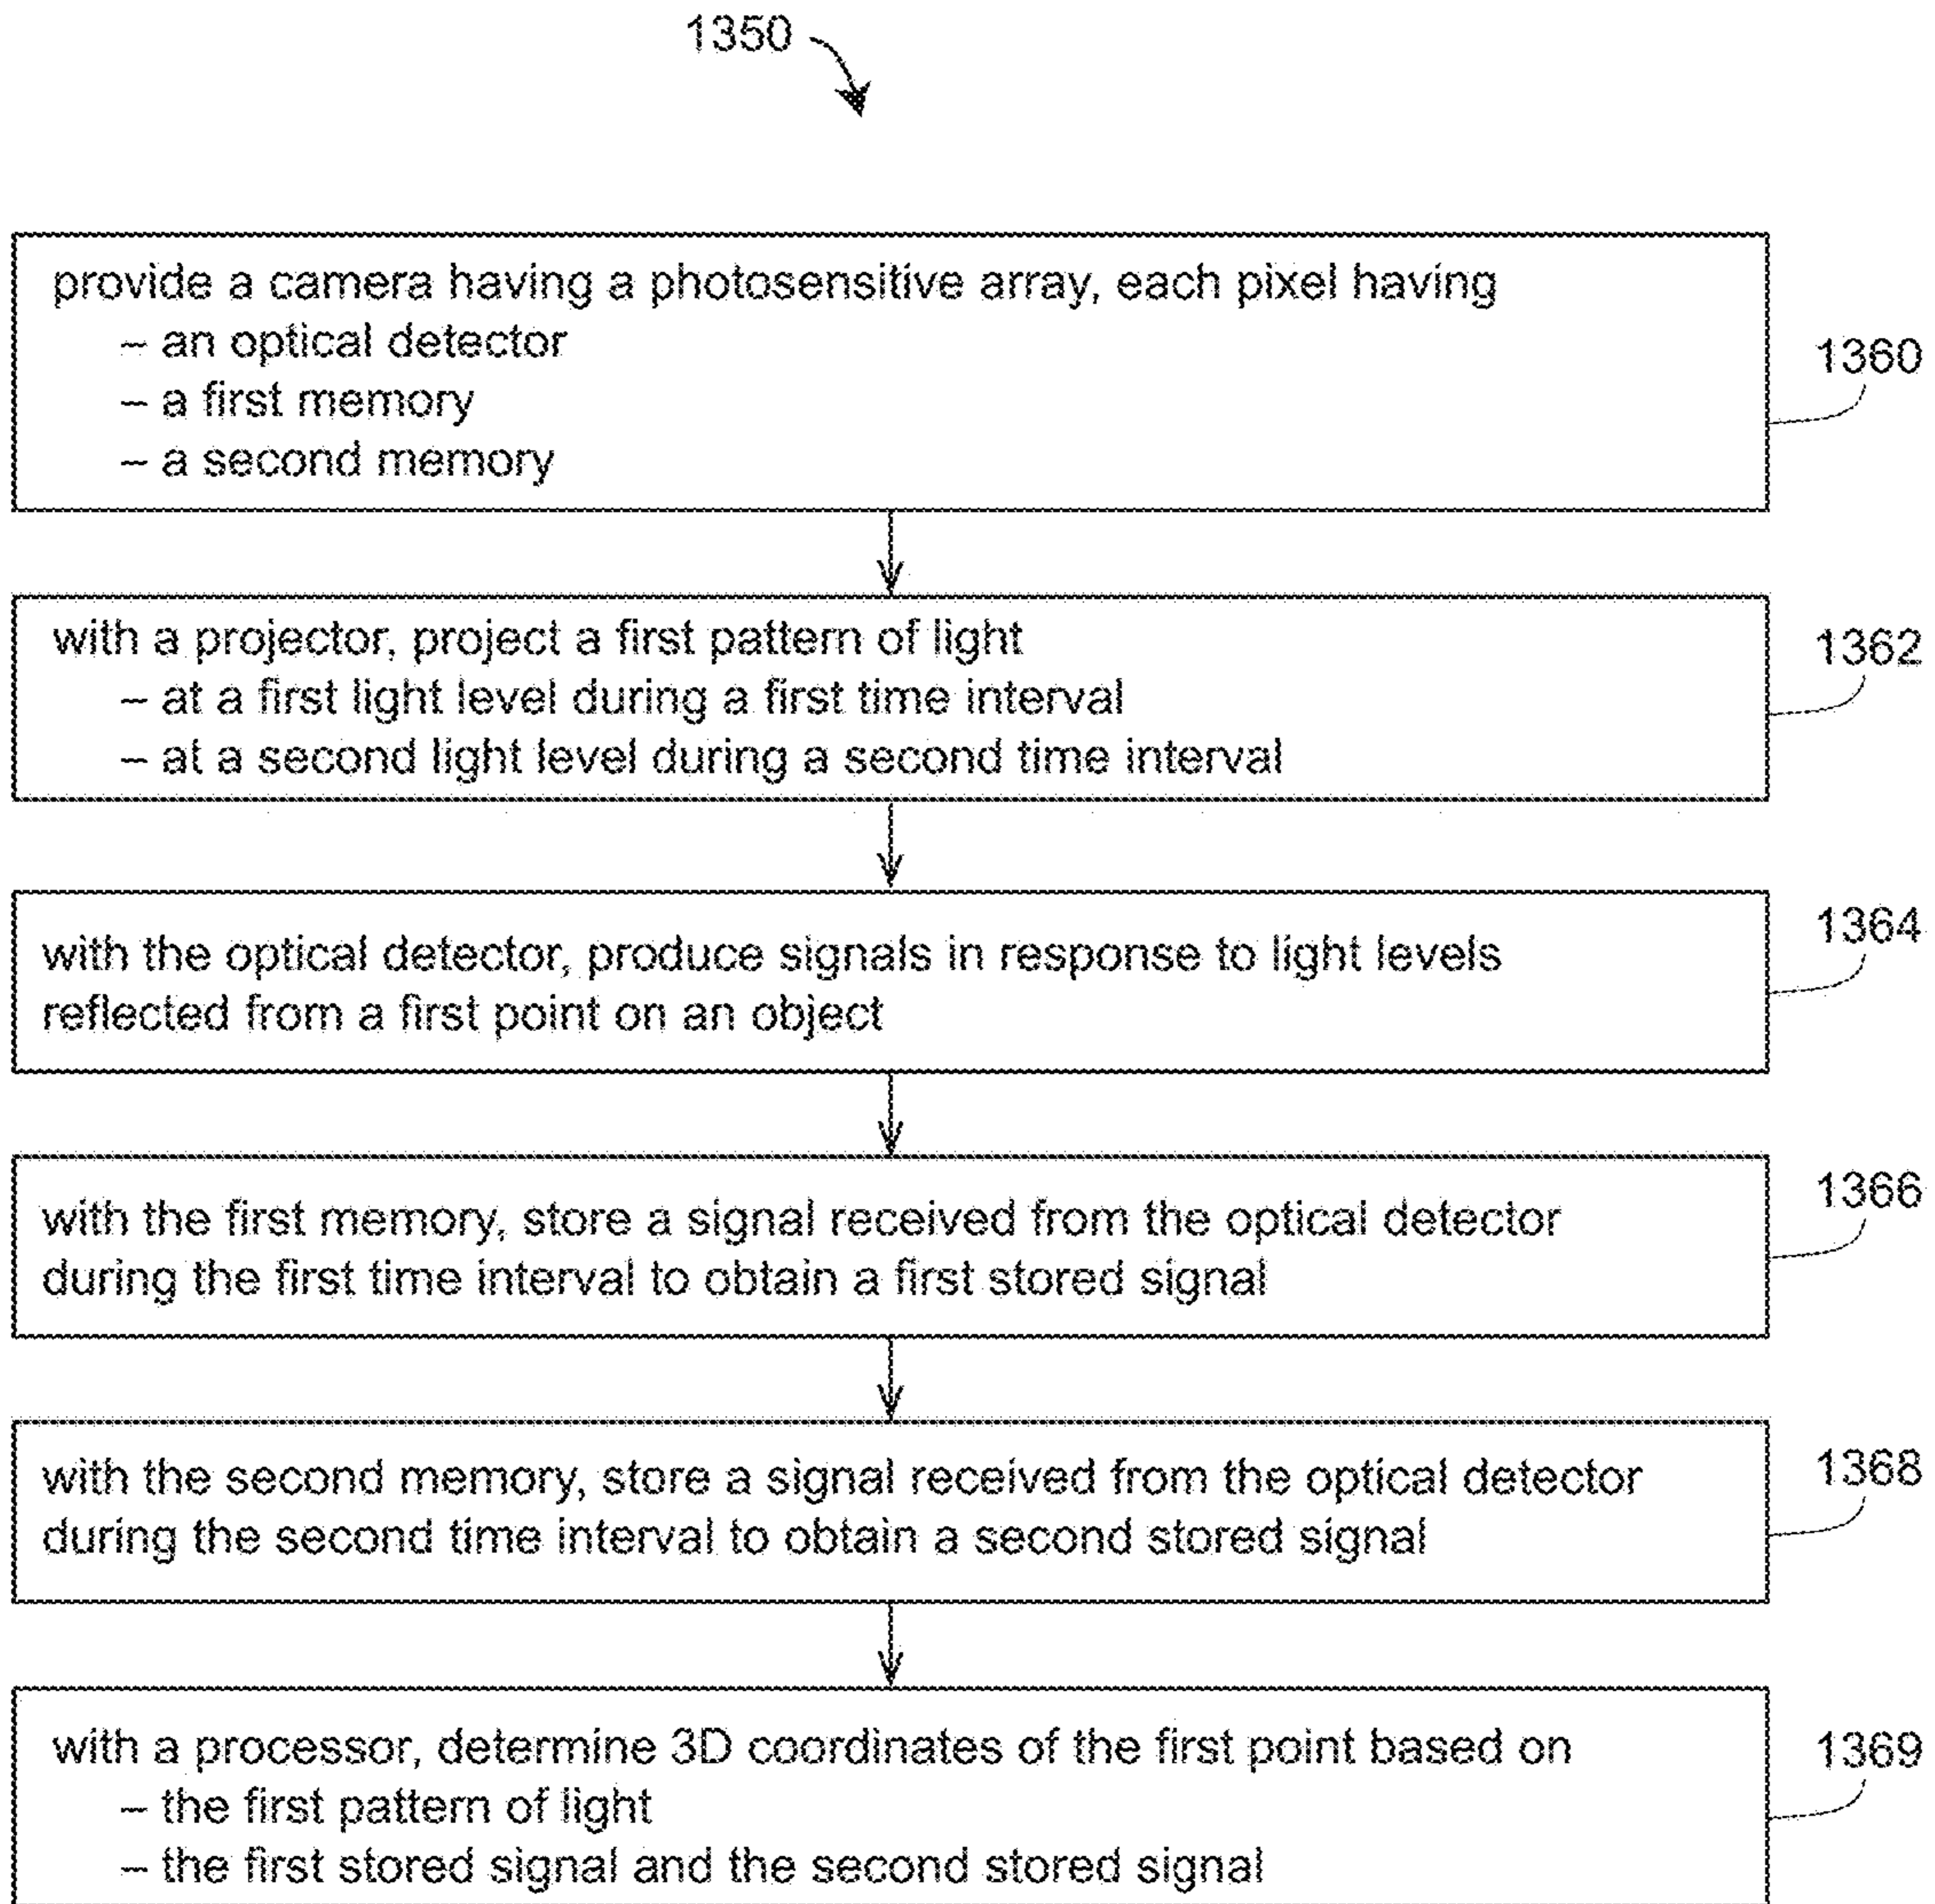 1350
provide a camera having a photosensitive array, each pixel having
– an optical detector
– a first memory
– a second memory
1360
with a projector, project a first pattern of light
– at a first light level during a first time interval
– at a second light level during a second time interval
1362
with the optical detector, produce signals in response to light levels
reflected from a first point on an object
1364
with the first memory, store a signal received from the optical detector
during the first time interval to obtain a first stored signal
1366
with the second memory, store a signal received from the optical detector
during the second time interval to obtain a second stored signal
1368
with a processor, determine 3D coordinates of the first point based on
– the first pattern of light
– the first stored signal and the second stored signal
1369